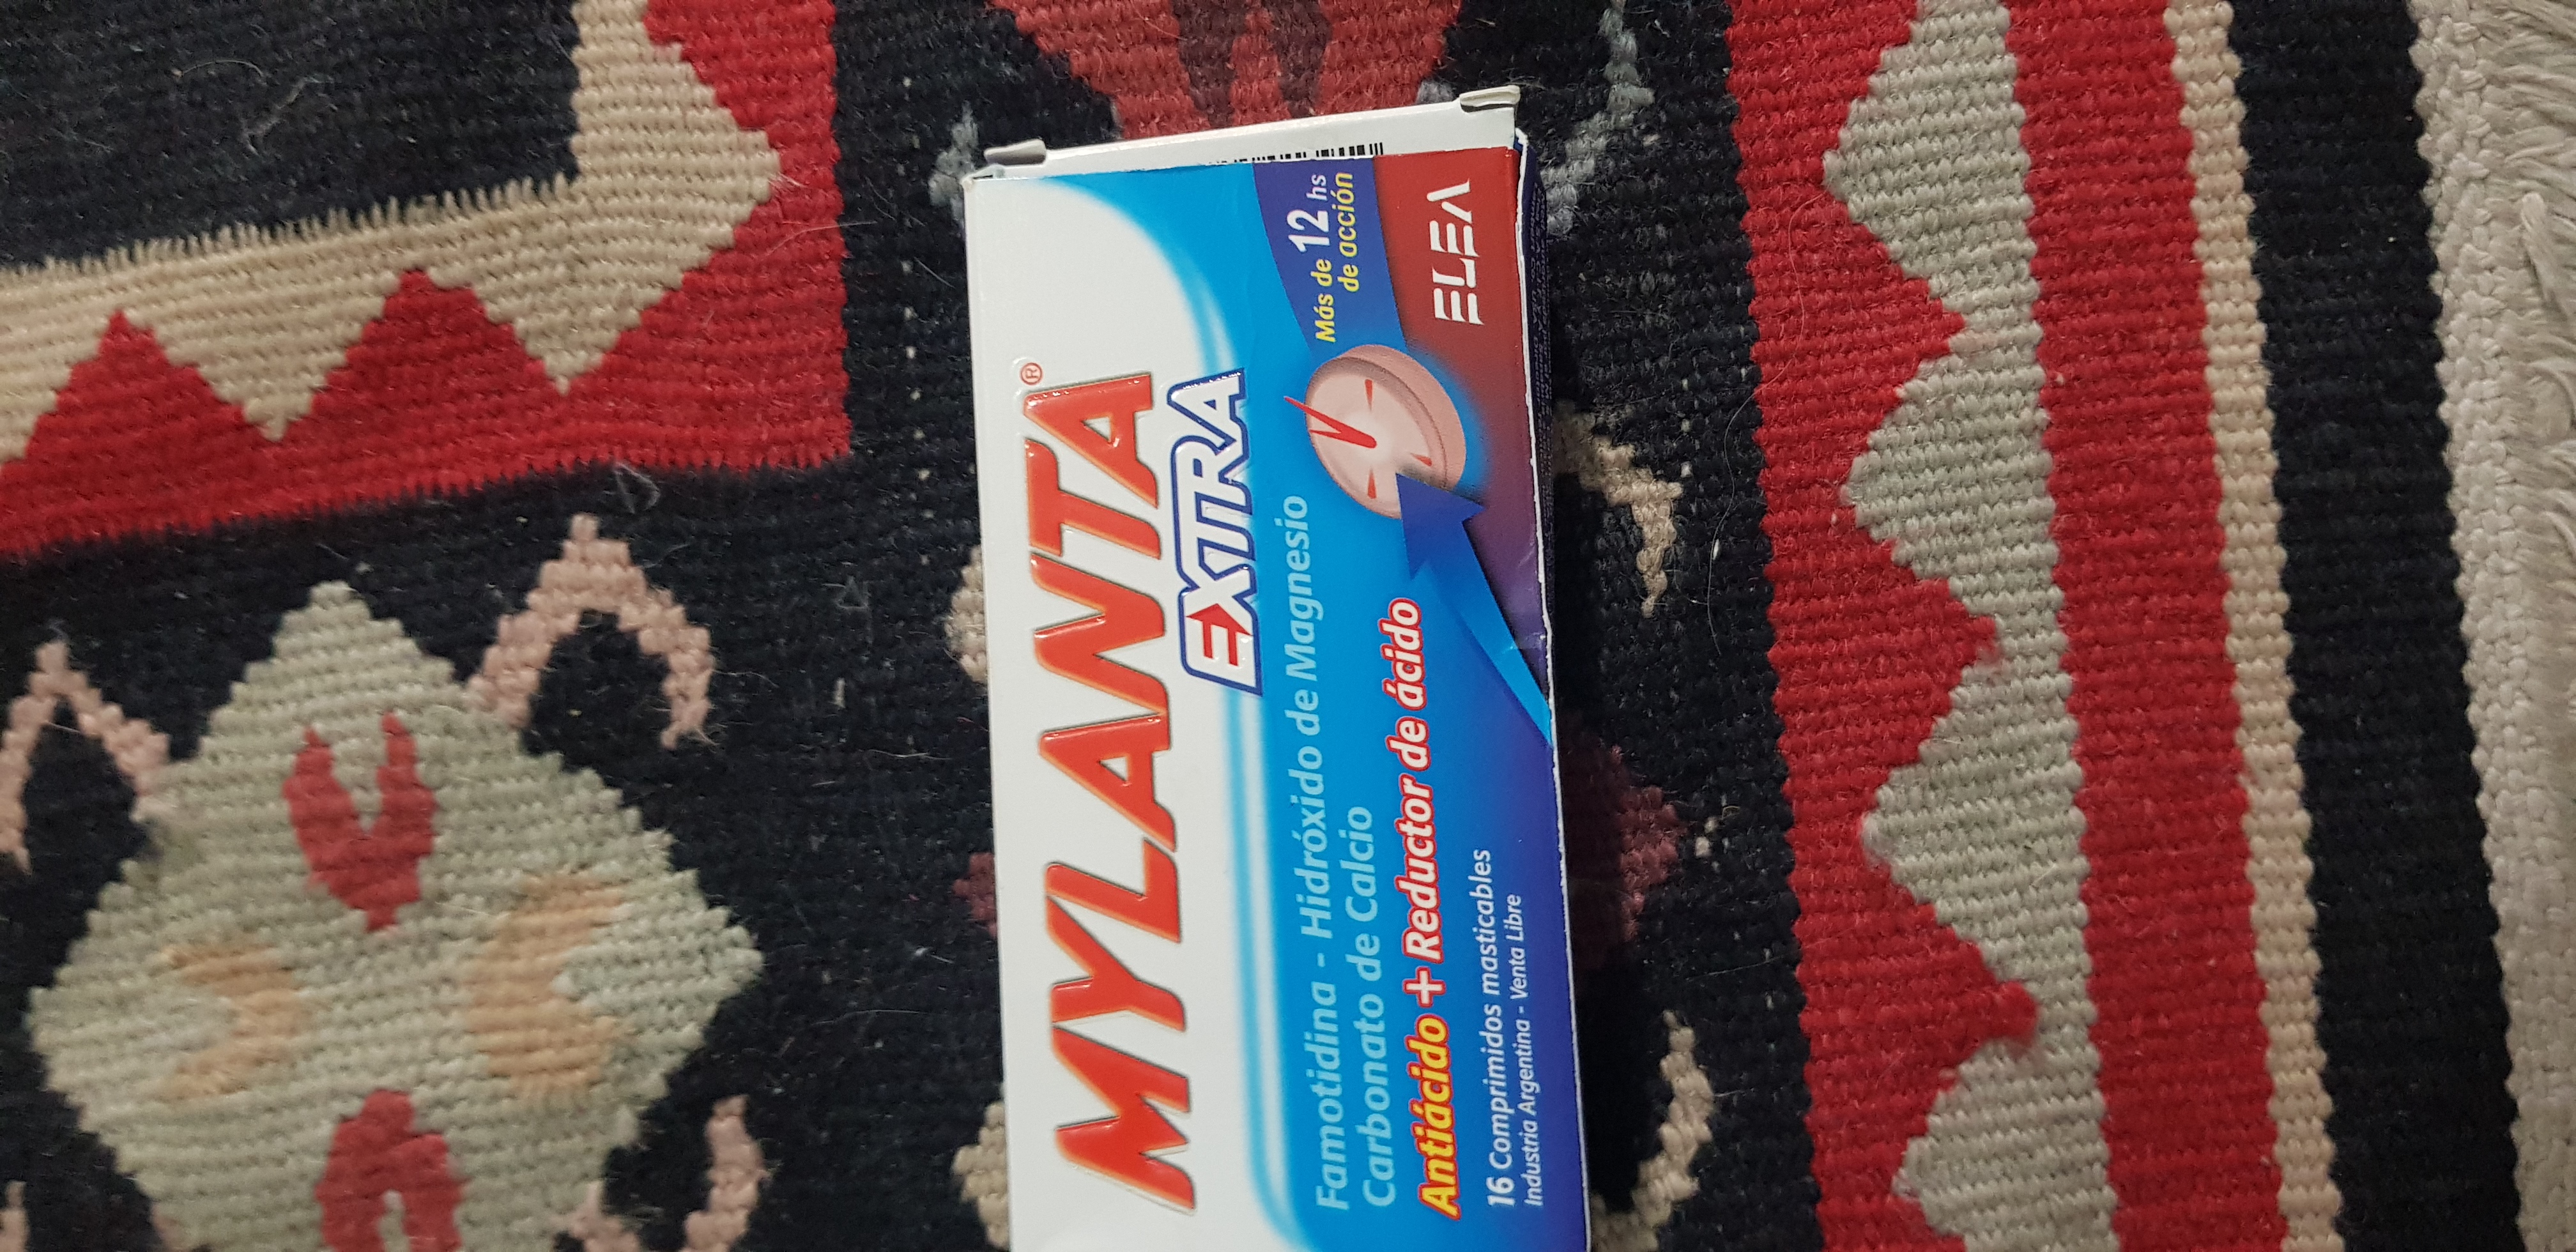 MYLANTA®
EXTRA
Famotidina - Hidróxido de Magnesio
Carbonato de Calcio
Antiácido + Reductor de ácido
16 Comprimidos masticables
Industria Argentina - Venta Libre
Más de 12 hs
de acción
ELEA